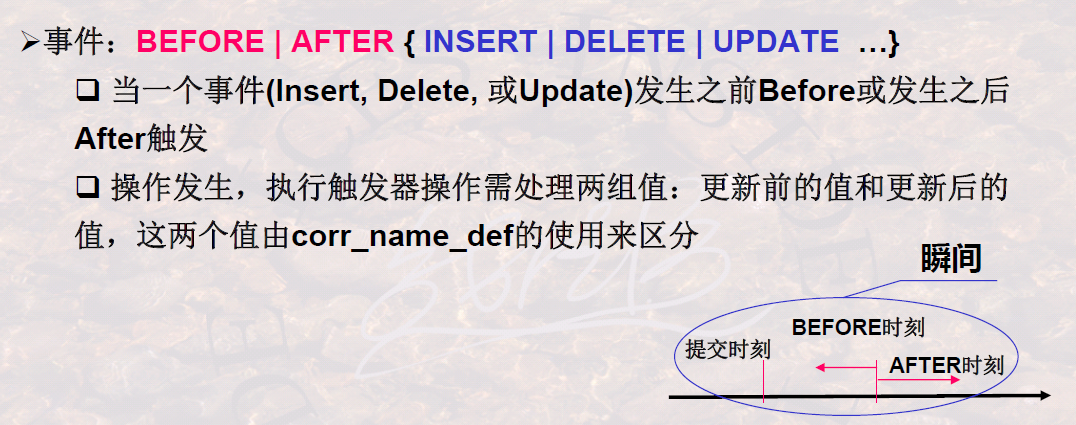 ➢事件：BEFORE | AFTER { INSERT | DELETE | UPDATE …}
❑ 当一个事件(Insert, Delete, 或Update)发生之前Before或发生之后
After触发
❑ 操作发生，执行触发器操作需处理两组值：更新前的值和更新后的
值，这两个值由corr_name_def的使用来区分
瞬间
BEFORE时刻
提交时刻
AFTER时刻